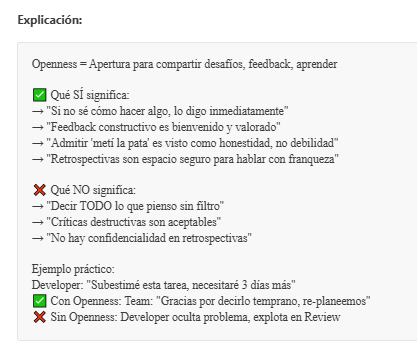 Explicación:
Openness = Apertura para compartir desafíos, feedback, aprender
✅ Qué SÍ significa:
→ "Si no sé cómo hacer algo, lo digo inmediatamente"
→ "Feedback constructivo es bienvenido y valorado"
→ "Admitir 'metí la pata' es visto como honestidad, no debilidad"
→ "Retrospectivas son espacio seguro para hablar con franqueza"
❌ Qué NO significa:
→ "Decir TODO lo que pienso sin filtro"
→ "Críticas destructivas son aceptables"
→ "No hay confidencialidad en retrospectivas"
Ejemplo práctico:
Developer: "Subestimé esta tarea, necesitaré 3 días más"
✅ Con Openness: Team: "Gracias por decirlo temprano, re-planeemos"
❌ Sin Openness: Developer oculta problema, explota en Review